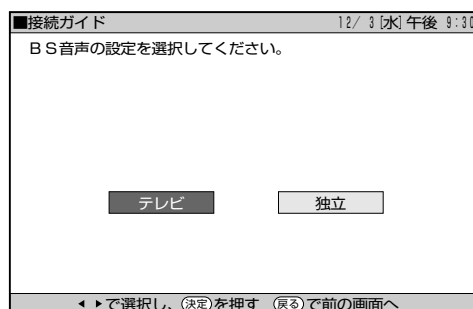 ■接続ガイド 12/ 3[水]午後 9:30
BS音声の設定を選択してください。
テレビ 独立
◀ ▶で選択し、決定を押す 戻るで前の画面へ